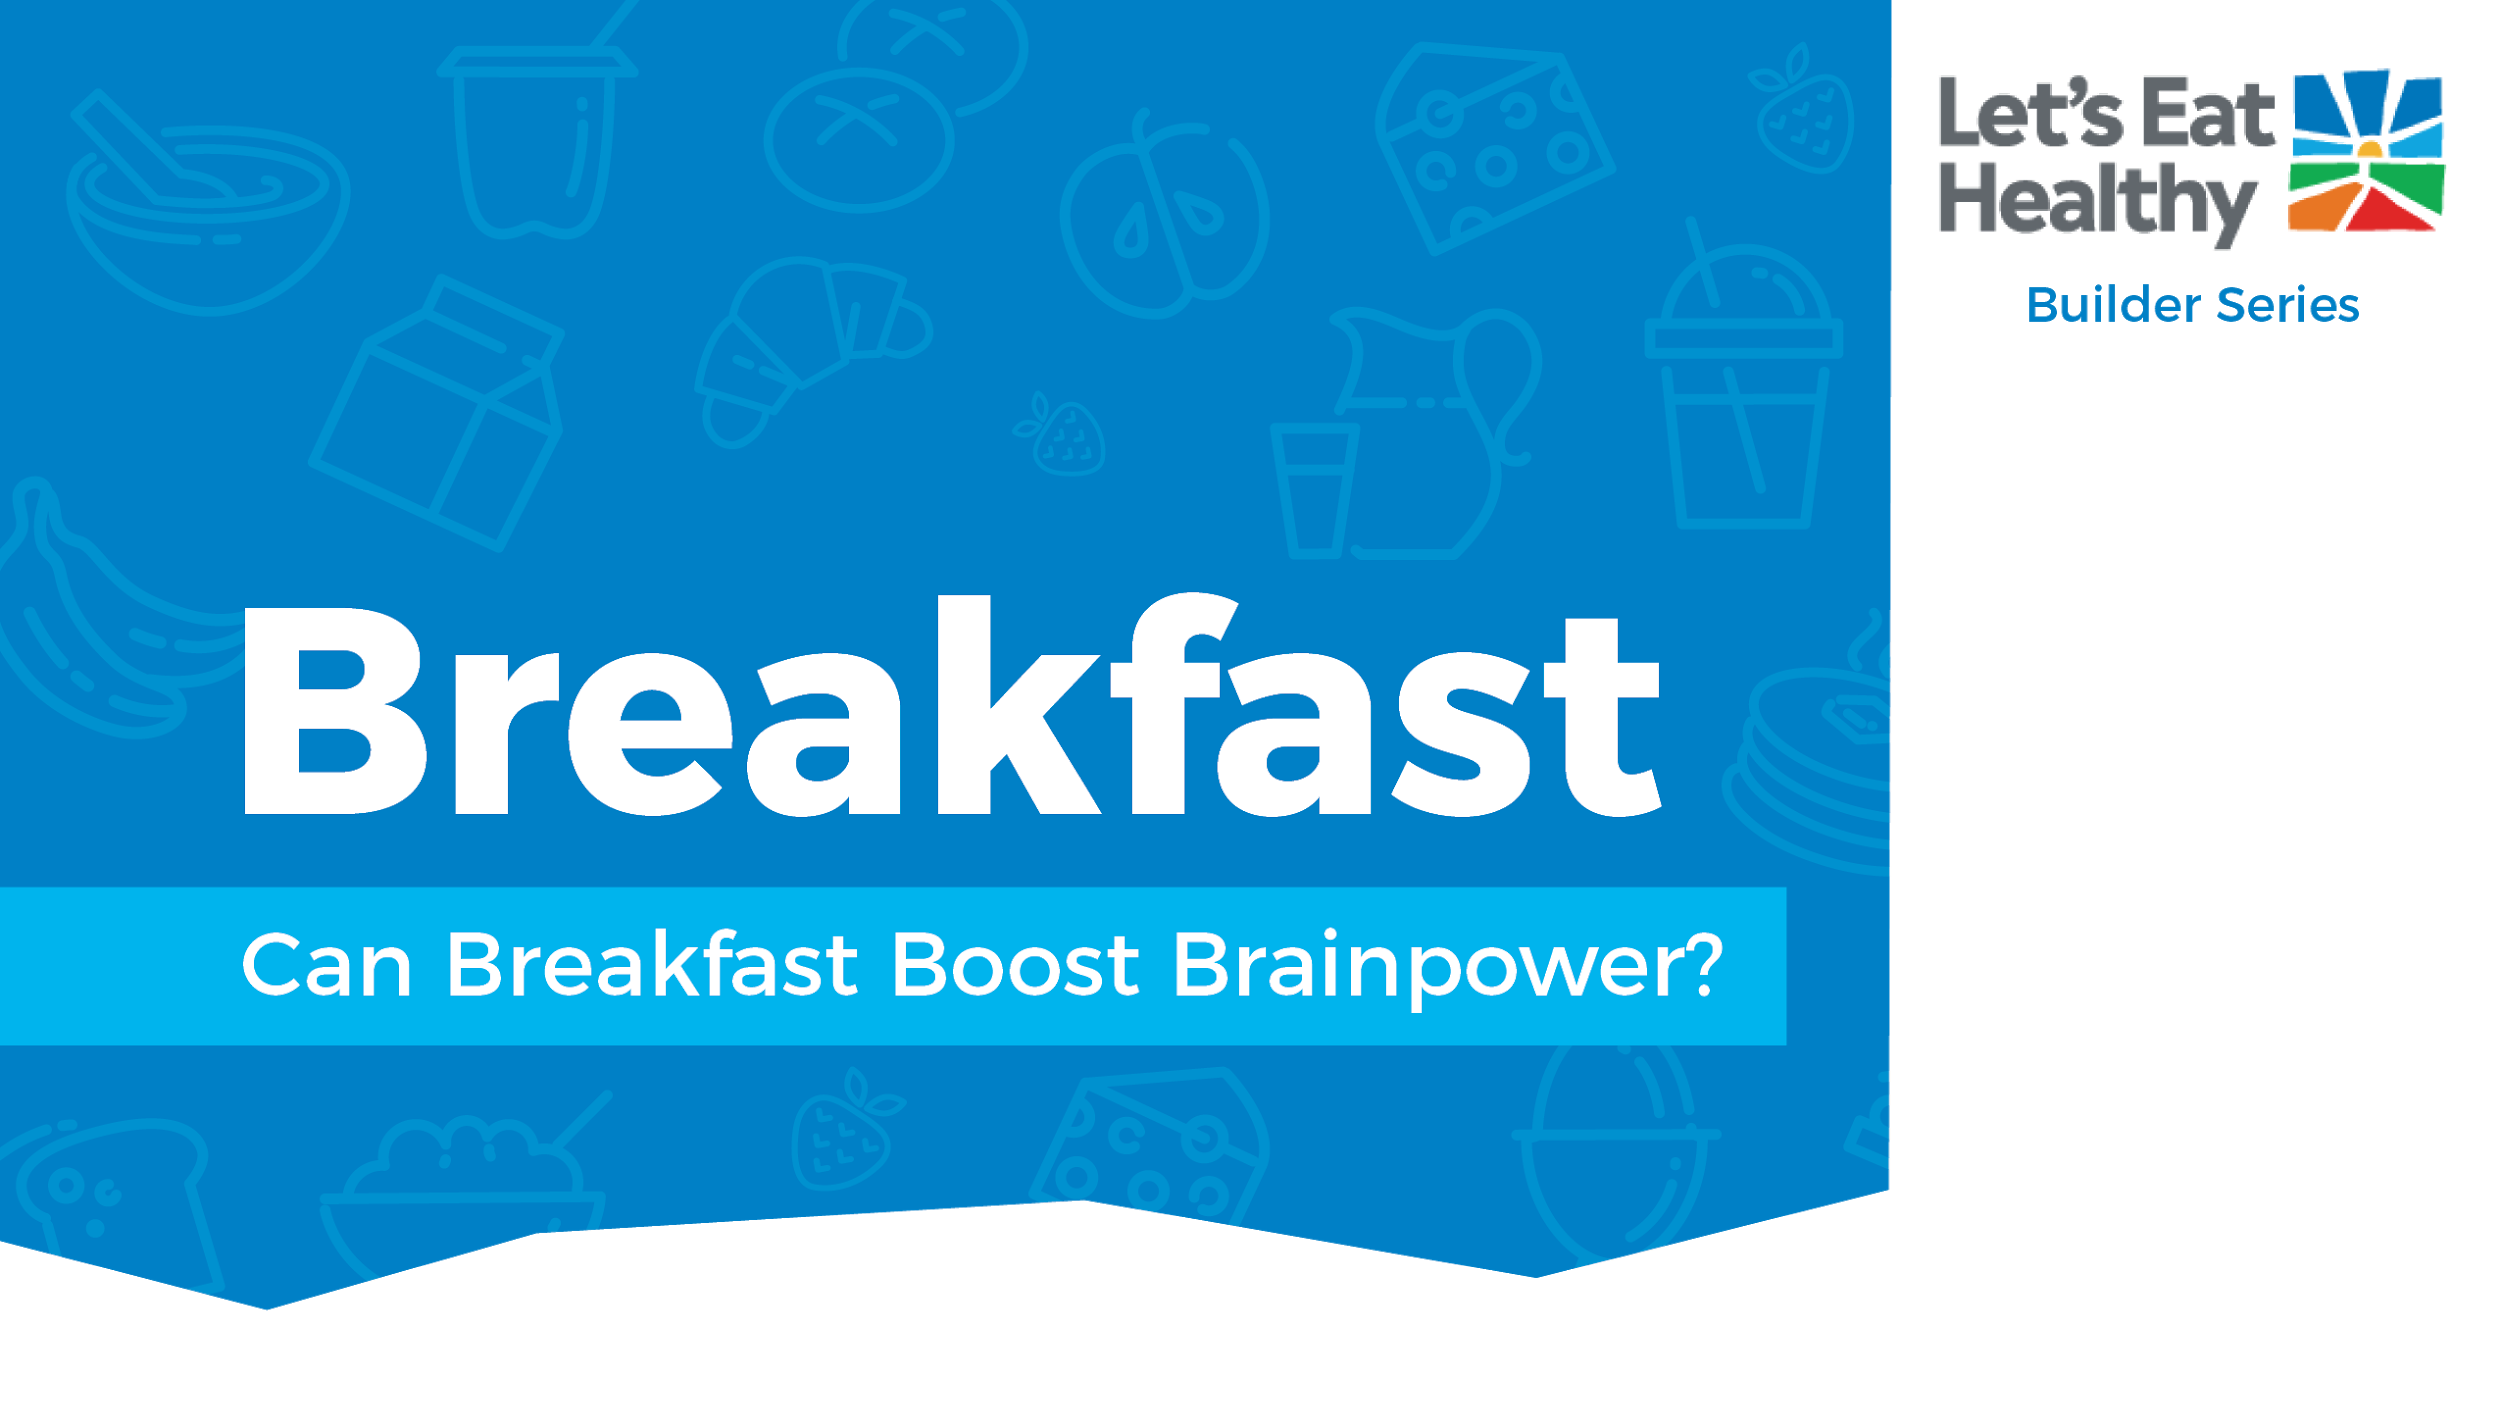 Let's Eat
Healthy
Builder Series
Breakfast
Can Breakfast Boost Brainpower?